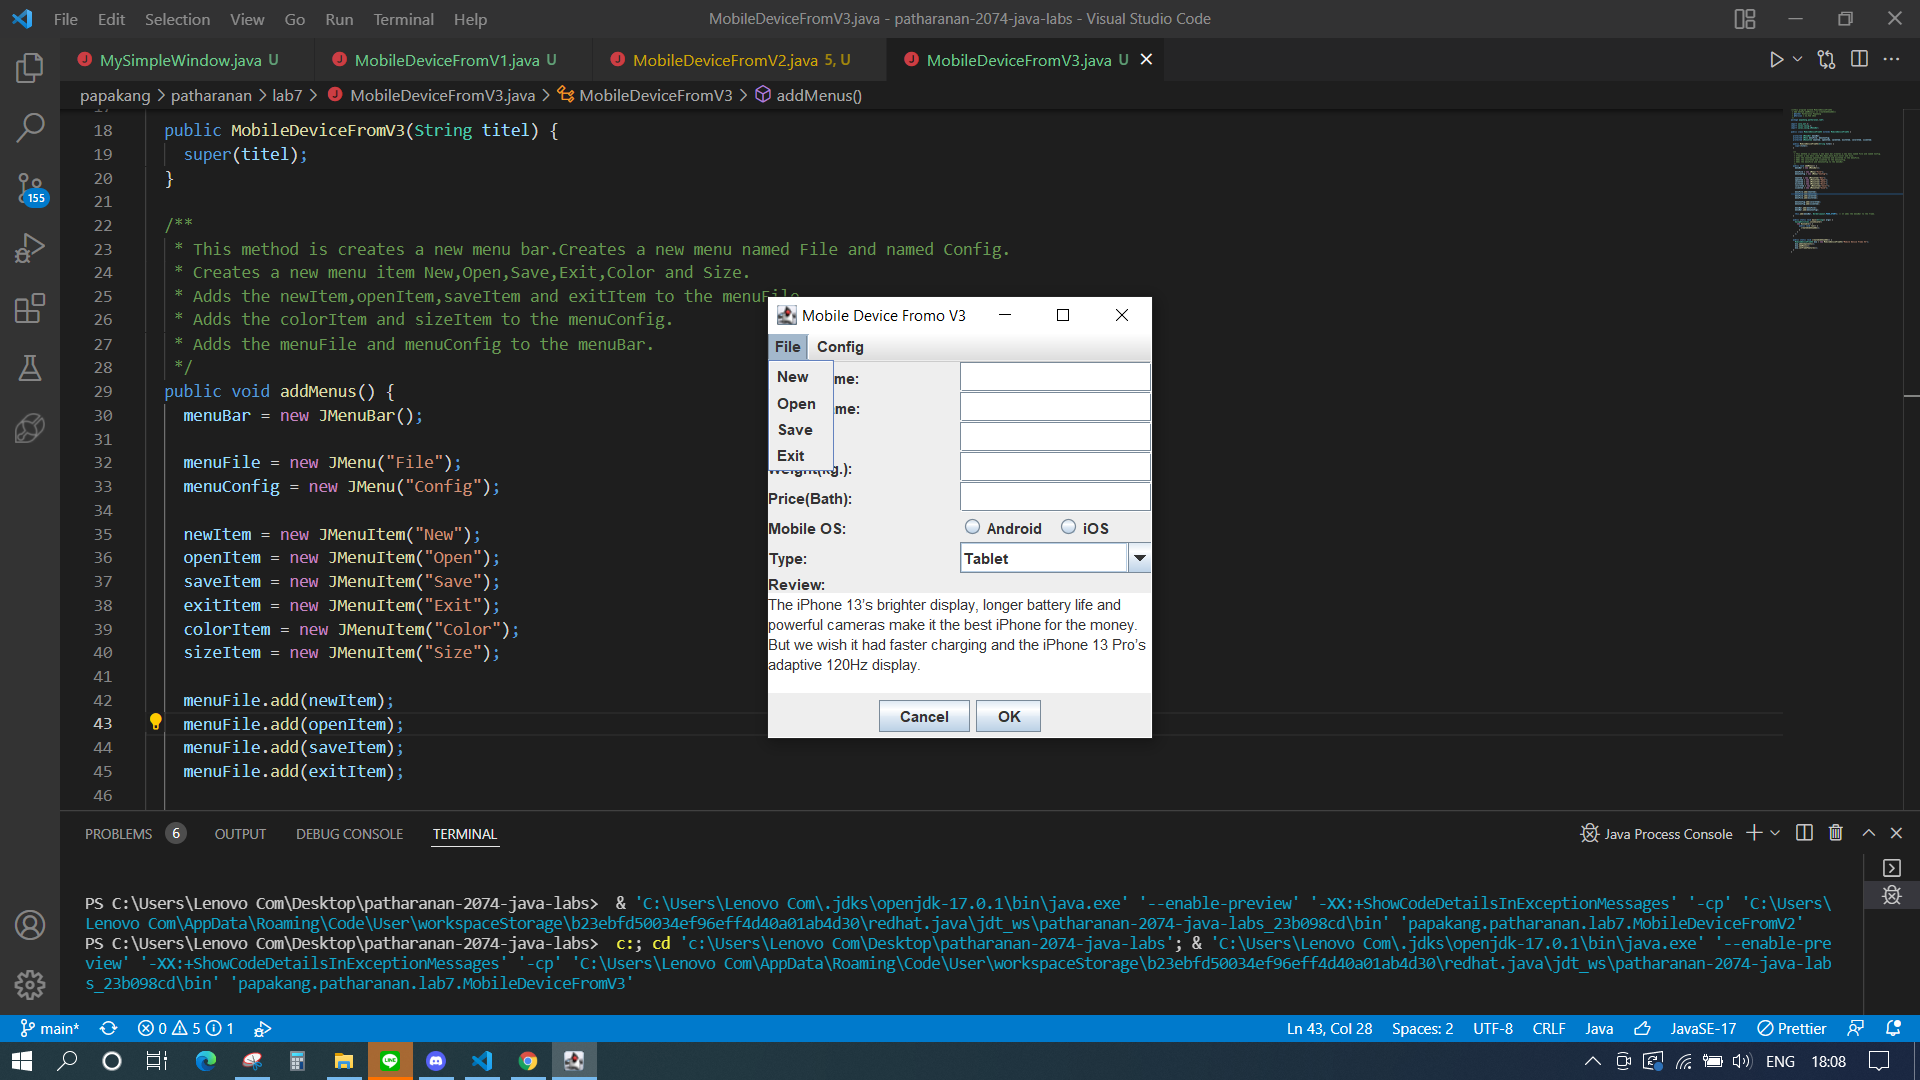 File Edit Selection View Go Run Terminal Help
MobileDeviceFromV3.java - patharanan-2074-java-labs - Visual Studio Code
MySimpleWindow.java U
MobileDeviceFromV1.java U
MobileDeviceFromV2.java 5, U
MobileDeviceFromV3.java U
papakang > patharanan > lab7 > MobileDeviceFromV3.java > MobileDeviceFromV3 > addMenus()
18 public MobileDeviceFromV3(String titel) {
19 super(titel);
20 }
21
22 /**
23 * This method is creates a new menu bar.Creates a new menu named File and named Config.
24 * Creates a new menu item New,Open,Save,Exit,Color and Size.
25 * Adds the newItem,openItem,saveItem and exitItem to the menuFile
26 * Adds the colorItem and sizeItem to the menuConfig.
27 * Adds the menuFile and menuConfig to the menuBar.
28 */
29 public void addMenus() {
30 menuBar = new JMenuBar();
31
32 menuFile = new JMenu("File");
33 menuConfig = new JMenu("Config");
34
35 newItem = new JMenuItem("New");
36 openItem = new JMenuItem("Open");
37 saveItem = new JMenuItem("Save");
38 exitItem = new JMenuItem("Exit");
39 colorItem = new JMenuItem("Color");
40 sizeItem = new JMenuItem("Size");
41
42 menuFile.add(newItem);
43 menuFile.add(openItem);
44 menuFile.add(saveItem);
45 menuFile.add(exitItem);
46
155
Mobile Device Fromo V3
File Config
New
Open
Save
Exit
me:
ame:
Weight(kg.):
Price(Bath):
Mobile OS: Android iOS
Type: Tablet
Review:
The iPhone 13's brighter display, longer battery life and
powerful cameras make it the best iPhone for the money.
But we wish it had faster charging and the iPhone 13 Pro's
adaptive 120Hz display.
Cancel OK
PROBLEMS 6 OUTPUT DEBUG CONSOLE TERMINAL
Java Process Console
PS C:\Users\Lenovo Com\Desktop\patharanan-2074-java-labs> & 'C:\Users\Lenovo Com\.jdks\openjdk-17.0.1\bin\java.exe' '--enable-preview' '-XX:+ShowCodeDetailsInExceptionMessages' '-cp' 'C:\Users\
Lenovo Com\AppData\Roaming\Code\User\workspaceStorage\b23ebfd50034ef96eff4d40a01ab4d30\redhat.java\jdt_ws\patharanan-2074-java-labs_23b098cd\bin' 'papakang.patharanan.lab7.MobileDeviceFromV2'
PS C:\Users\Lenovo Com\Desktop\patharanan-2074-java-labs> c:; cd 'c:\Users\Lenovo Com\Desktop\patharanan-2074-java-labs'; & 'C:\Users\Lenovo Com\.jdks\openjdk-17.0.1\bin\java.exe' '--enable-pre
view' '-XX:+ShowCodeDetailsInExceptionMessages' '-cp' 'C:\Users\Lenovo Com\AppData\Roaming\Code\User\workspaceStorage\b23ebfd50034ef96eff4d40a01ab4d30\redhat.java\jdt_ws\patharanan-2074-java-lab
s_23b098cd\bin' 'papakang.patharanan.lab7.MobileDeviceFromV3'
main* 0 5 1
Ln 43, Col 28 Spaces: 2 UTF-8 CRLF Java JavaSE-17 Prettier
LINE
ENG 18:08